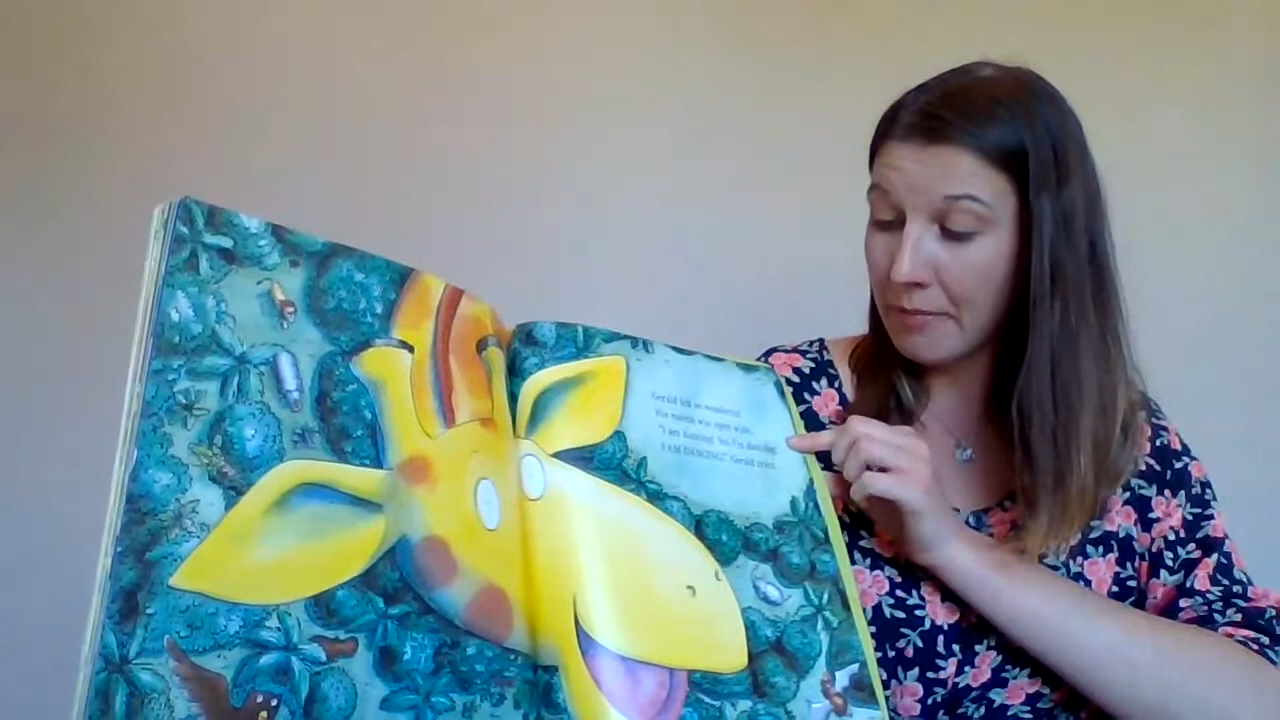 Gerald felt so wonderful
His mouth was open wide.
"I am dancing. Yes, I'm dancing.
I AM DANCING!" Gerald cried.